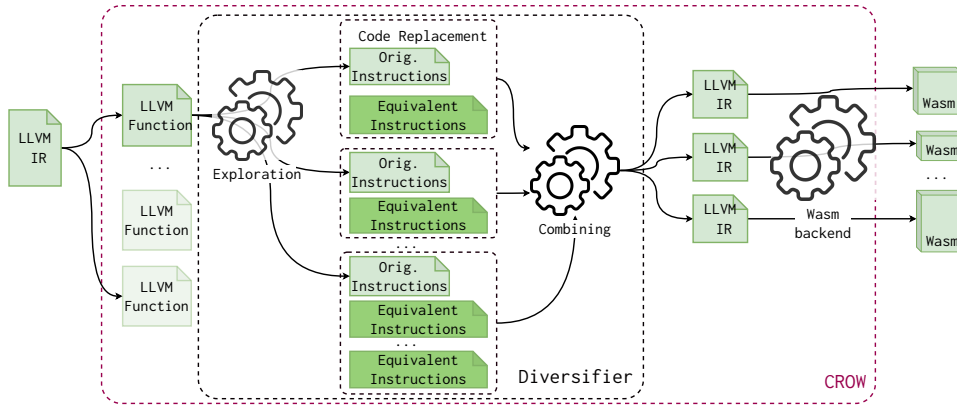 LLVM
IR
LLVM
Function
...
LLVM
Function
LLVM
Function
Exploration
Code Replacement
Orig.
Instructions
Equivalent
Instructions
Orig.
Instructions
Equivalent
Instructions
...
Orig.
Instructions
Equivalent
Instructions
...
Equivalent
Instructions
Combining
Diversifier
LLVM
IR
LLVM
IR
LLVM
IR
Wasm
backend
Wasm
Wasm
...
Wasm
CROW